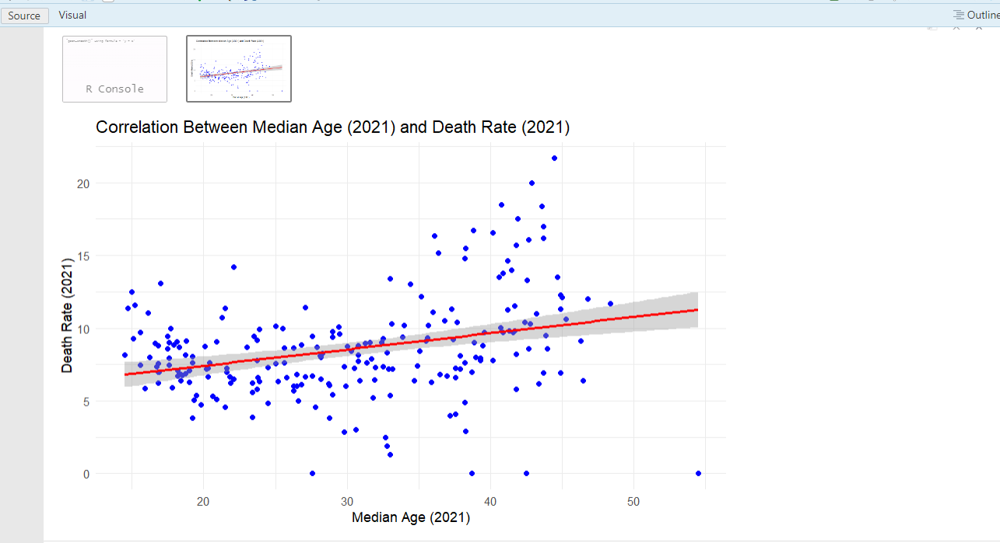 Source Visual Outline
R Console
Correlation Between Median Age (2021) and Death Rate (2021)
20
15
10
5
0
Death Rate (2021)
20 30 40 50
Median Age (2021)